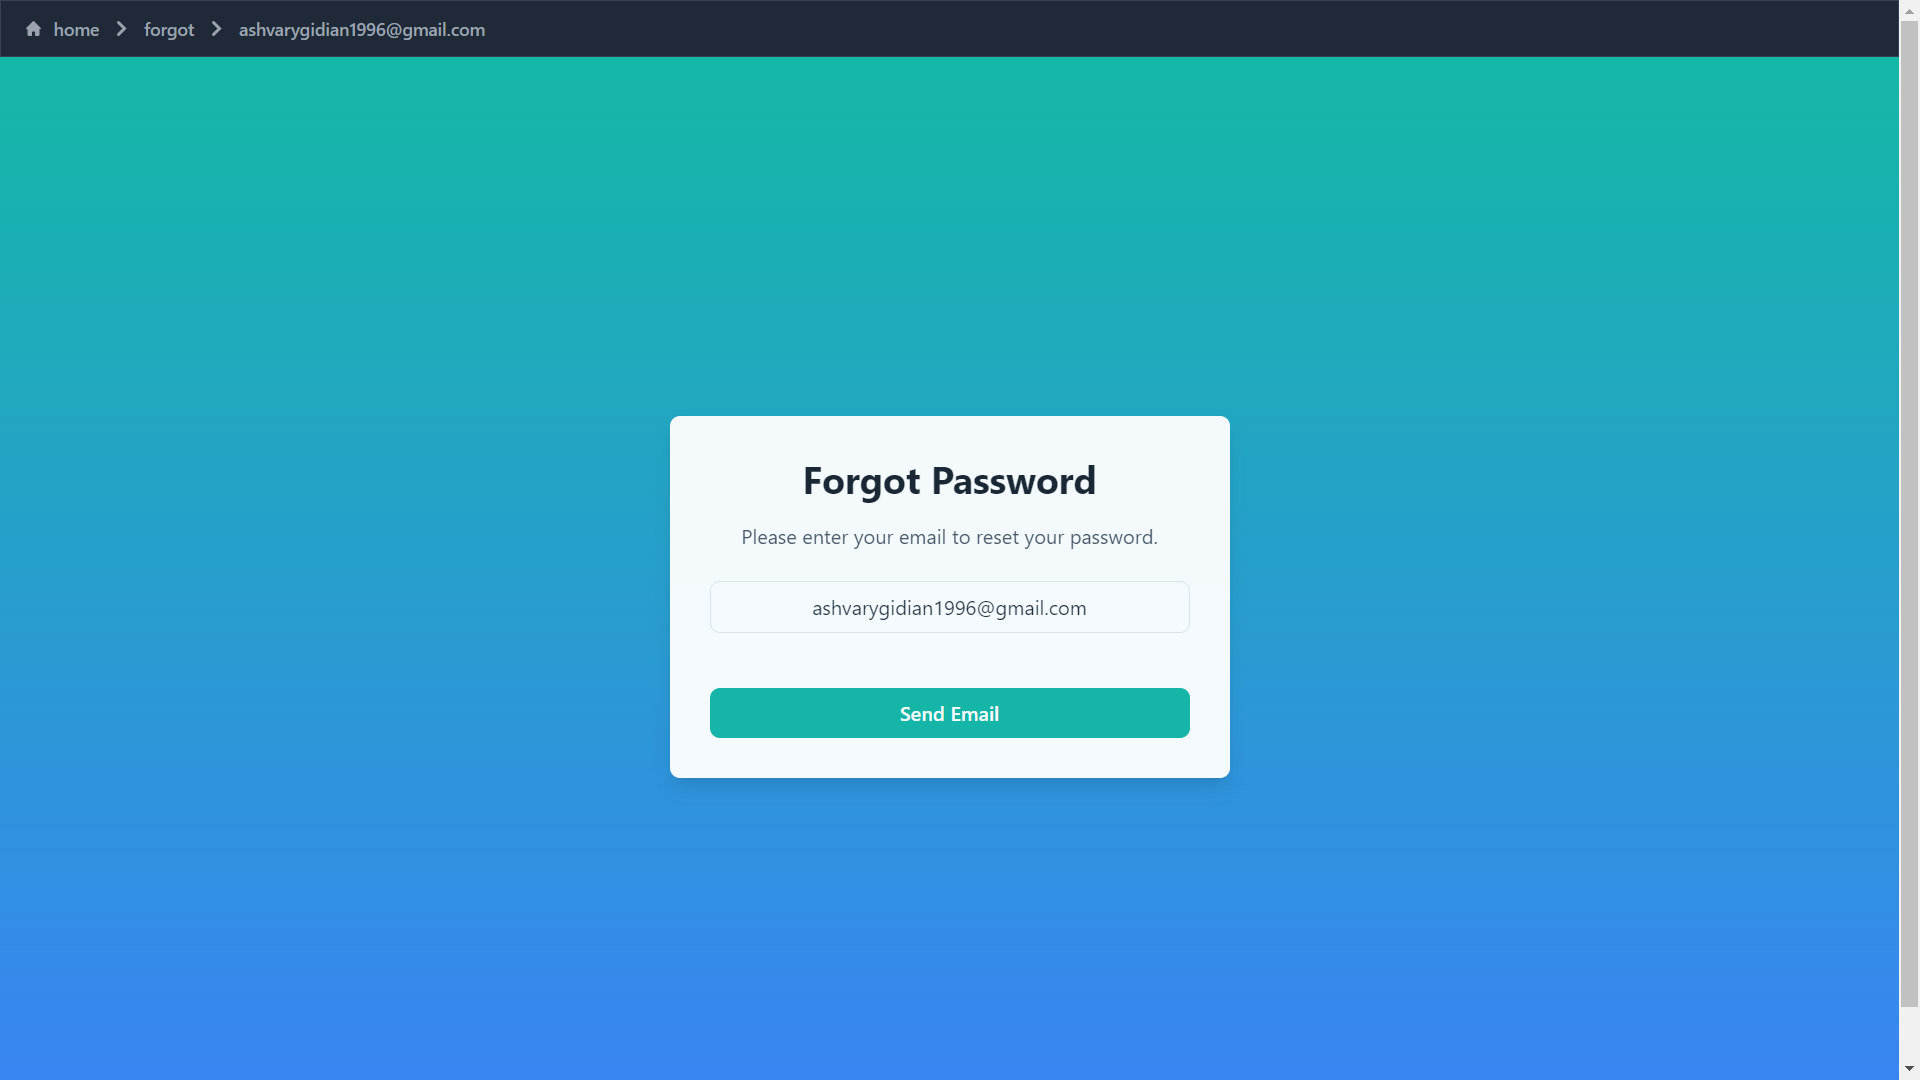 home > forgot > ashvarygidian1996@gmail.com
Forgot Password
Please enter your email to reset your password.
ashvarygidian1996@gmail.com
Send Email